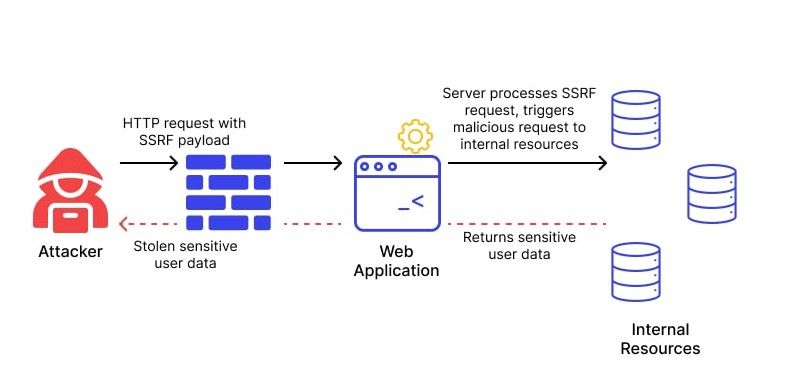 Server processes SSRF
request, triggers
malicious request to
internal resources
HTTP request with
SSRF payload
_<
Attacker
Stolen sensitive
user data
Web
Application
Returns sensitive
user data
Internal
Resources